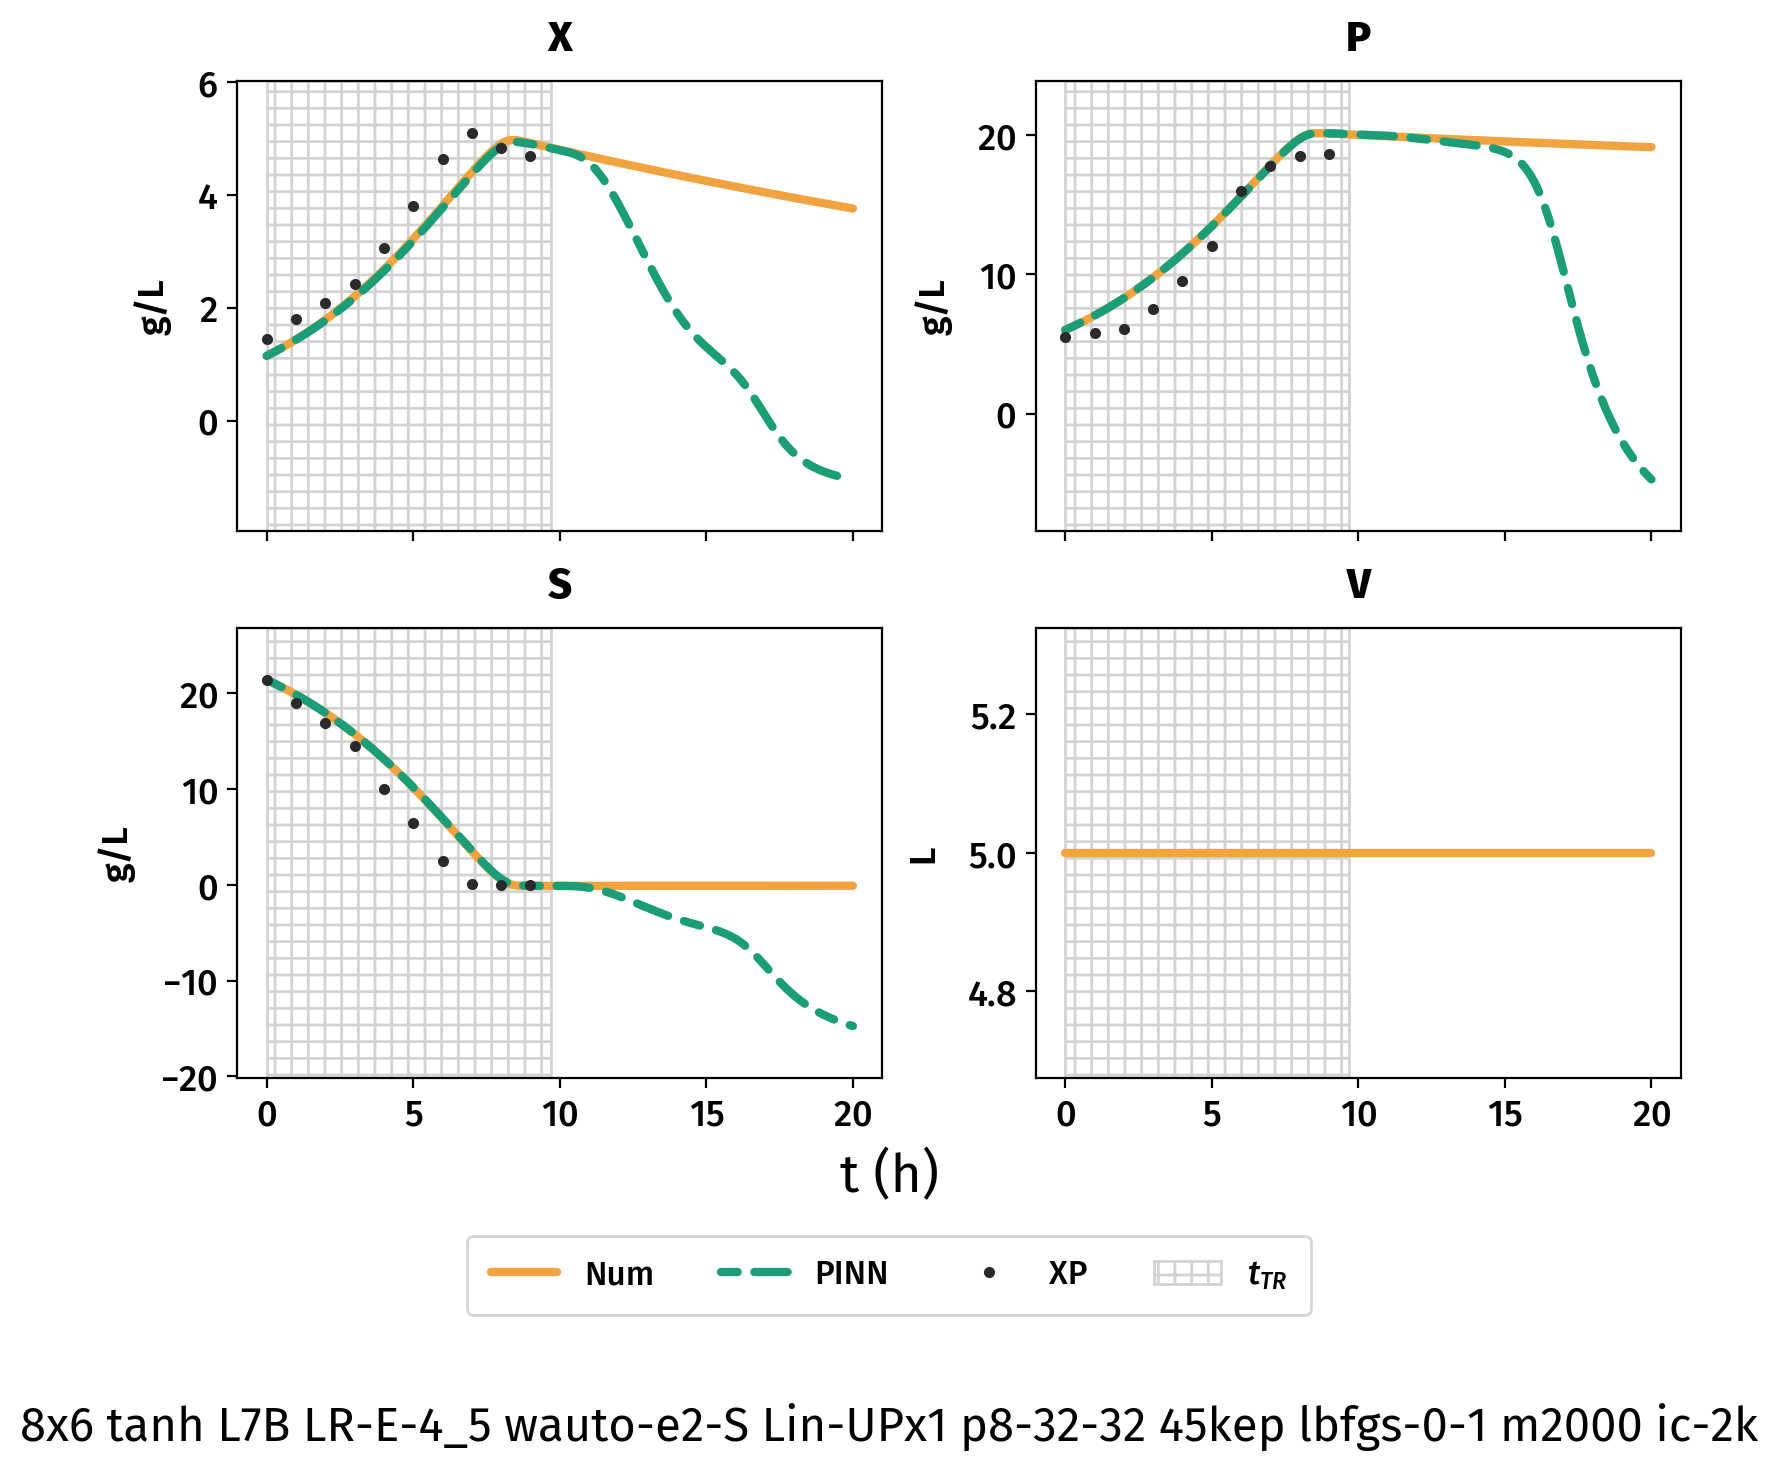 X
6
4
2
0
g/L
P
20
10
0
g/L
S
20
10
0
−10
−20
g/L
0 5 10 15 20
V
5.2
5.0
4.8
L
0 5 10 15 20
t (h)
Num PINN XP tTR
8x6 tanh L7B LR-E-4_5 wauto-e2-S Lin-UPx1 p8-32-32 45kep lbfgs-0-1 m2000 ic-2k